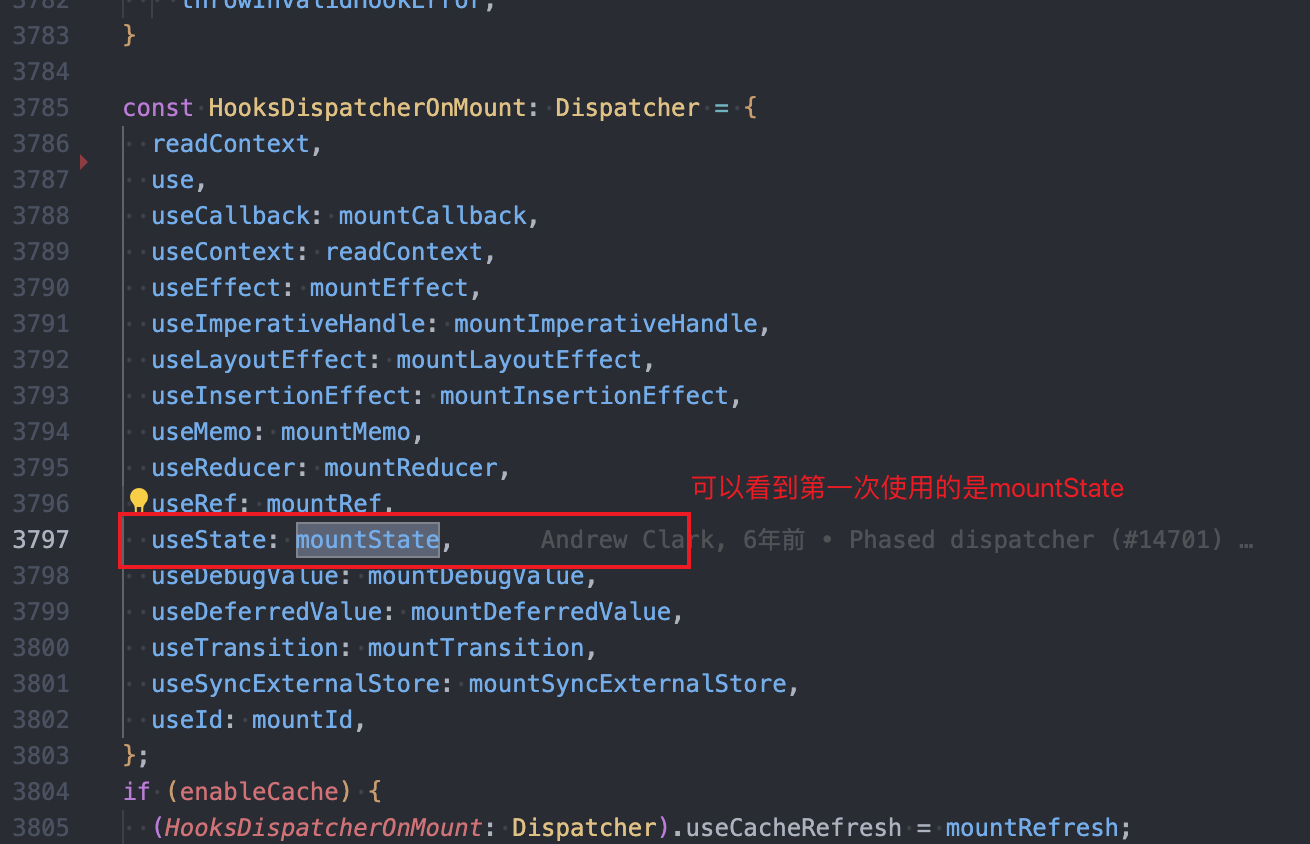 3782 throwInvalidHookError,
3783 }
3784
3785 const HooksDispatcherOnMount: Dispatcher = {
3786 readContext,
3787 use,
3788 useCallback: mountCallback,
3789 useContext: readContext,
3790 useEffect: mountEffect,
3791 useImperativeHandle: mountImperativeHandle,
3792 useLayoutEffect: mountLayoutEffect,
3793 useInsertionEffect: mountInsertionEffect,
3794 useMemo: mountMemo,
3795 useReducer: mountReducer,
可以看到第一次使用的是mountState
3796 useRef: mountRef,
3797 useState: mountState, Andrew Clark, 6年前 • Phased dispatcher (#14701) …
3798 useDebugValue: mountDebugValue,
3799 useDeferredValue: mountDeferredValue,
3800 useTransition: mountTransition,
3801 useSyncExternalStore: mountSyncExternalStore,
3802 useId: mountId,
3803 };
3804 if (enableCache) {
3805 (HooksDispatcherOnMount: Dispatcher).useCacheRefresh = mountRefresh;